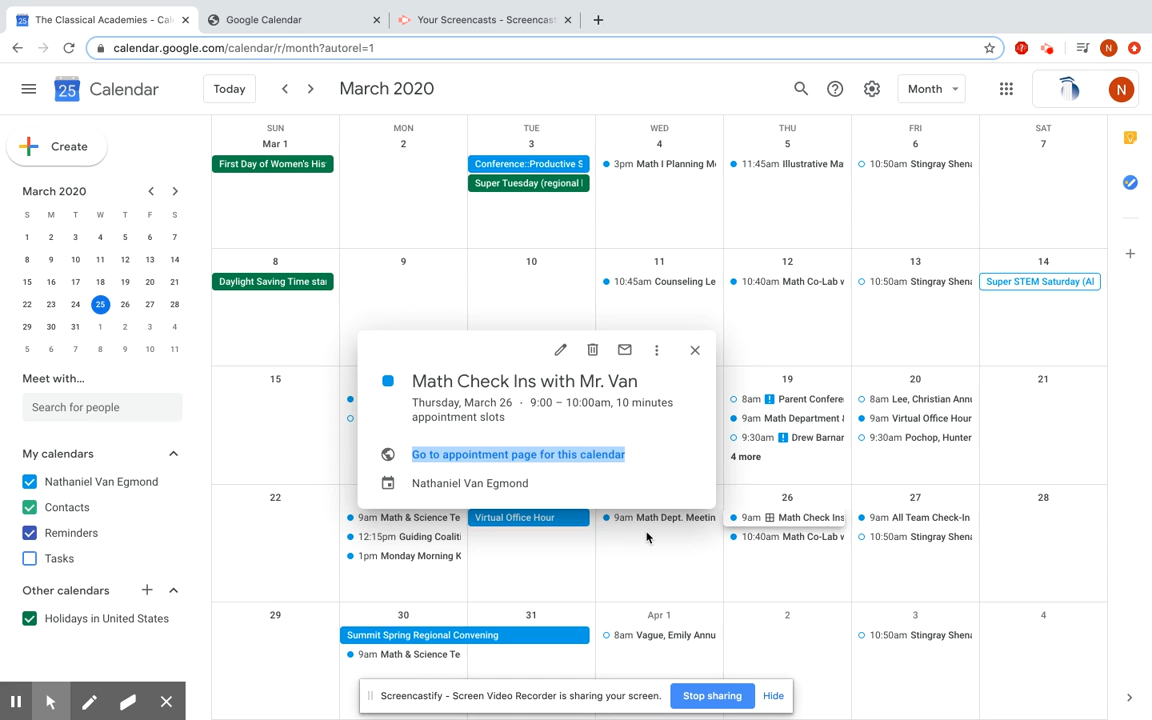 The Classical Academies - Cal
Google Calendar
Your Screencasts - Screencast
calendar.google.com/calendar/r/month?autorel=1
N
25
Calendar
Today
March 2020
Month
N
Create
March 2020
S M T W T F S
1 2 3 4 5 6 7
8 9 10 11 12 13 14
15 16 17 18 19 20 21
22 23 24 25 26 27 28
29 30 31 1 2 3 4
5 6 7 8 9 10 11
Meet with...
Search for people
My calendars
Nathaniel Van Egmond
Contacts
Reminders
Tasks
Other calendars
Holidays in United States
SUN MON TUE WED THU FRI SAT
Mar 1 2 3 4 5 6 7
First Day of Women's His
Conference::Productive S
3pm Math I Planning M
11:45am Illustrative Ma
10:50am Stingray Shena
Super Tuesday (regional
8 9 10 11 12 13 14
Daylight Saving Time star
10:45am Counseling Le
10:40am Math Co-Lab w
10:50am Stingray Shena
Super STEM Saturday (Al
15 19 20 21
8am Parent Confere
8am Lee, Christian Annu
9am Math Department
9am Virtual Office Hour
9:30am Drew Barnar
9:30am Pochop, Hunter
4 more
Math Check Ins with Mr. Van
Thursday, March 26 · 9:00 – 10:00am, 10 minutes
appointment slots
Go to appointment page for this calendar
Nathaniel Van Egmond
22 26 27 28
9am Math & Science Te
Virtual Office Hour
9am Math Dept. Meetin
9am Math Check Ins
9am All Team Check-In
12:15pm Guiding Coaliti
10:40am Math Co-Lab w
10:50am Stingray Shena
1pm Monday Morning K
29 30 31 Apr 1 2 3 4
Summit Spring Regional Convening
8am Vague, Emily Annu
10:50am Stingray Shena
9am Math & Science Te
Screencastify - Screen Video Recorder is sharing your screen.
Stop sharing
Hide